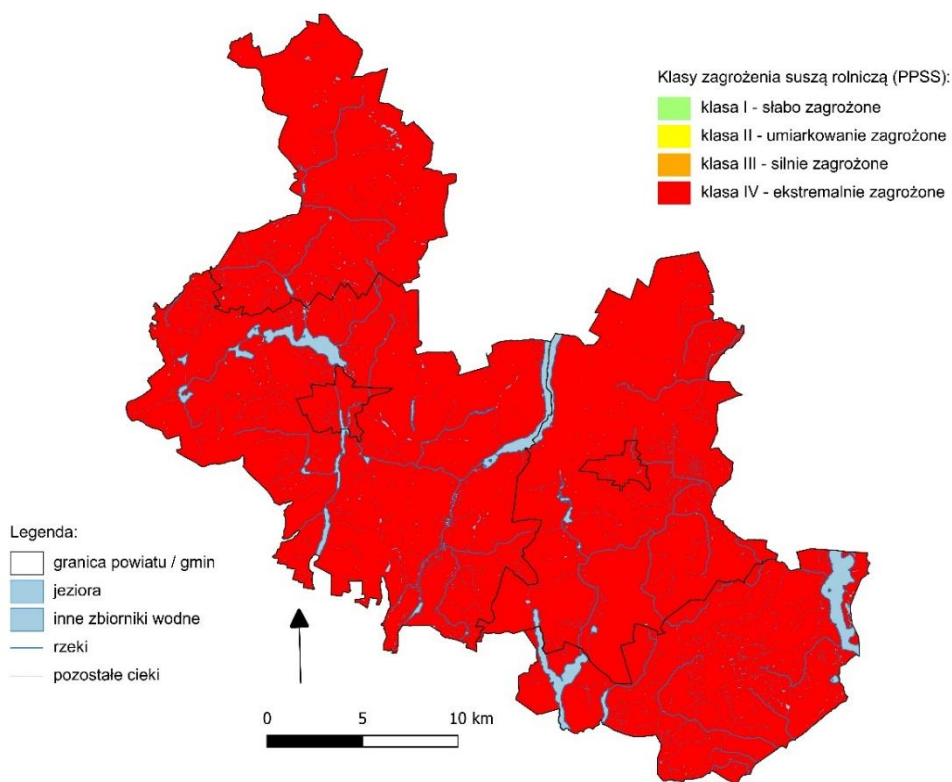 Klasy zagrożenia suszą rolniczą (PPSS):
klasa I - słabo zagrożone
klasa II - umiarkowanie zagrożone
klasa III - silnie zagrożone
klasa IV - ekstremalnie zagrożone
Legenda:
granica powiatu / gmin
jeziora
inne zbiorniki wodne
rzeki
pozostałe cieki
0 5 10 km